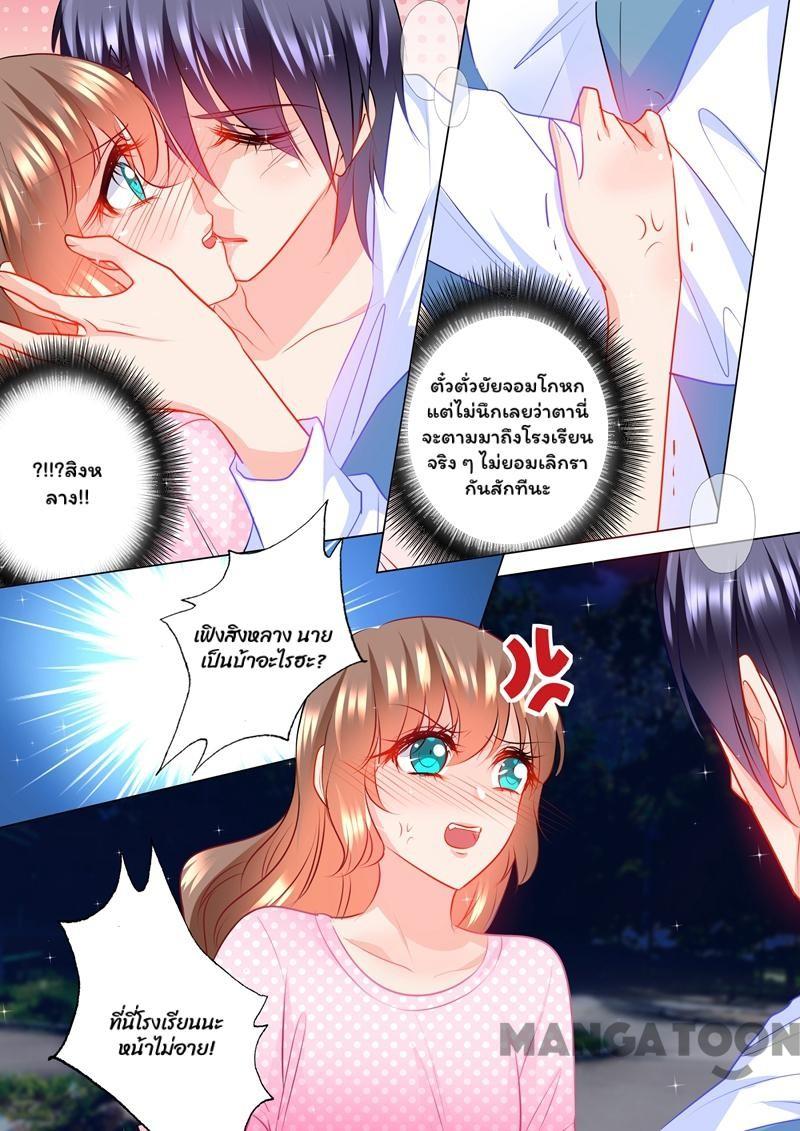 ?!!?สิงห
ลาง!!
ตั๋วตั่วยัยจอมโกหก
แต่ไม่นึกเลยว่าตานี่
จะตามมาถึงโรงเรียน
จริง ๆ ไม่ยอมเลิกรา
กันสักทีนะ
เฟิงสิงหลาง นาย
เป็นบ้าอะไรฮะ?
ที่นี่โรงเรียนนะ
หน้าไม่อาย!
MANGATOON